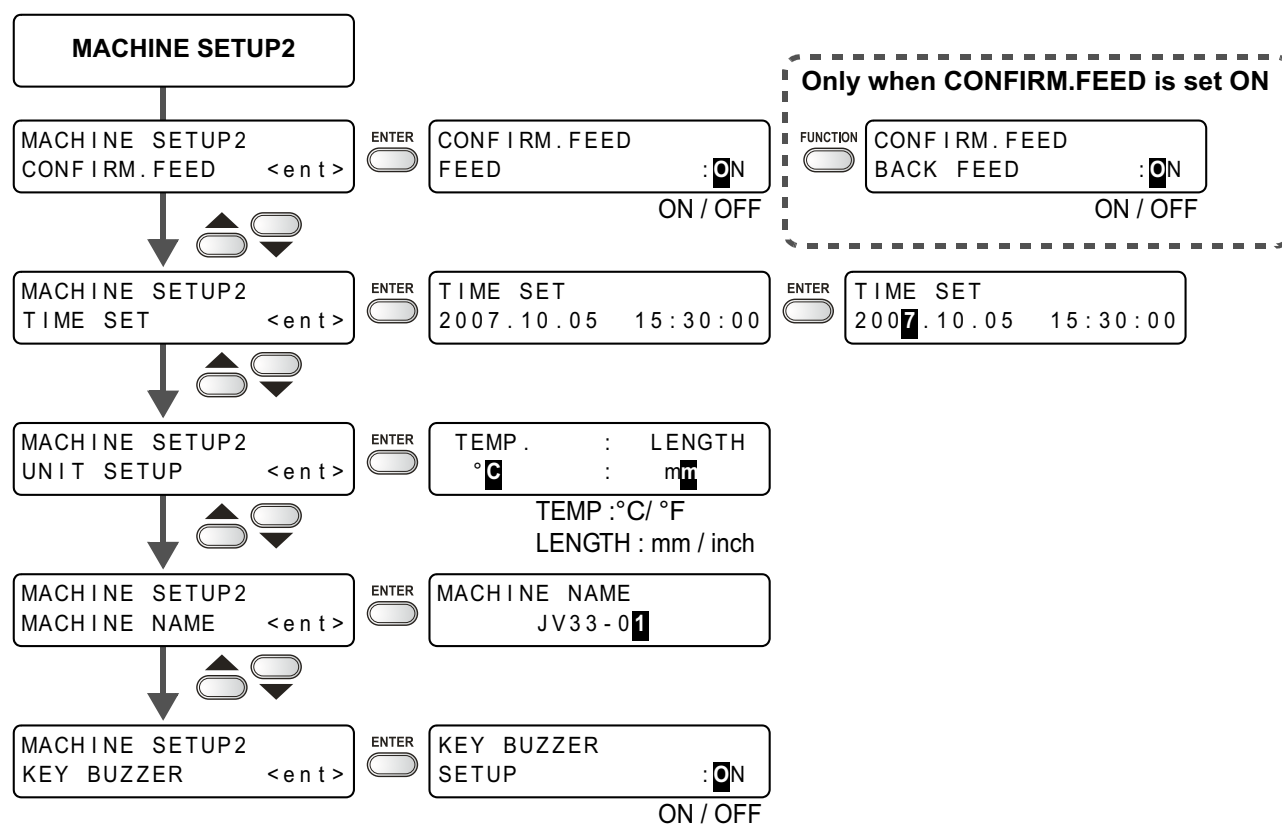 MACHINE SETUP2
Only when CONFIRM.FEED is set ON
MACHINE SETUP2
CONFIRM.FEED <ent>
ENTER
CONFIRM.FEED
FEED :ON
ON / OFF
FUNCTION
CONFIRM.FEED
BACK FEED :ON
ON / OFF
MACHINE SETUP2
TIME SET <ent>
ENTER
TIME SET
2007.10.05 15:30:00
ENTER
TIME SET
2007.10.05 15:30:00
MACHINE SETUP2
UNIT SETUP <ent>
ENTER
TEMP. : LENGTH
°C : mm
TEMP :°C/ °F
LENGTH : mm / inch
MACHINE SETUP2
MACHINE NAME <ent>
ENTER
MACHINE NAME
JV33-01
MACHINE SETUP2
KEY BUZZER <ent>
ENTER
KEY BUZZER
SETUP :ON
ON / OFF